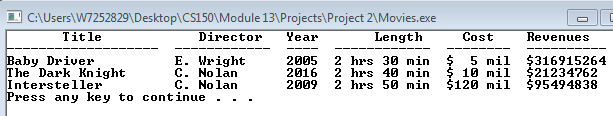 C:\Users\W7252829\Desktop\CS150\Module 13\Projects\Project 2\Movies.exe
Title Director Year Length Cost Revenues
Baby Driver E. Wright 2005 2 hrs 30 min $ 5 mil $316915264
The Dark Knight C. Nolan 2016 2 hrs 40 min $ 10 mil $21234762
Intersteller C. Nolan 2009 2 hrs 50 min $120 mil $95494838
Press any key to continue . . .